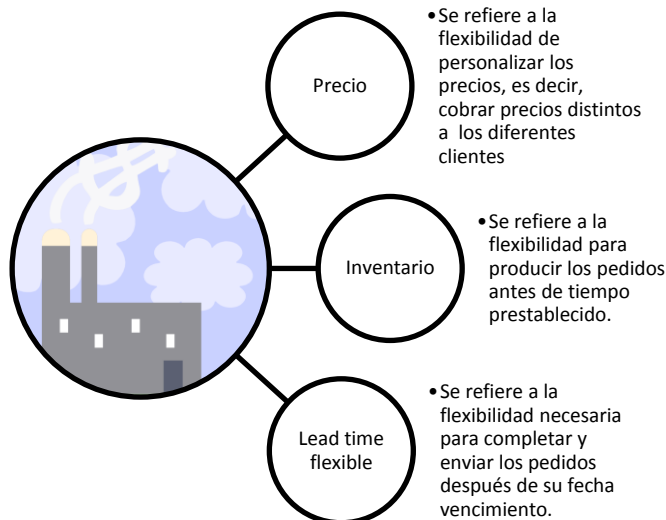 Precio
•Se refiere a la
flexibilidad de
personalizar los
precios, es decir,
cobrar precios distintos
a los diferentes
clientes
Inventario
•Se refiere a la
flexibilidad para
producir los pedidos
antes de tiempo
prestablecido.
Lead time
flexible
•Se refiere a la
flexibilidad necesaria
para completar y
enviar los pedidos
después de su fecha
vencimiento.